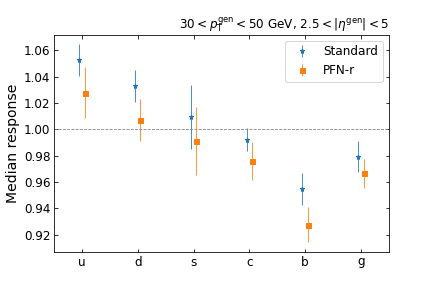 30 < p_T^gen < 50 GeV, 2.5 < |η^gen| < 5
Median response
1.06
1.04
1.02
1.00
0.98
0.96
0.94
0.92
Standard
PFN-r
u d s c b g